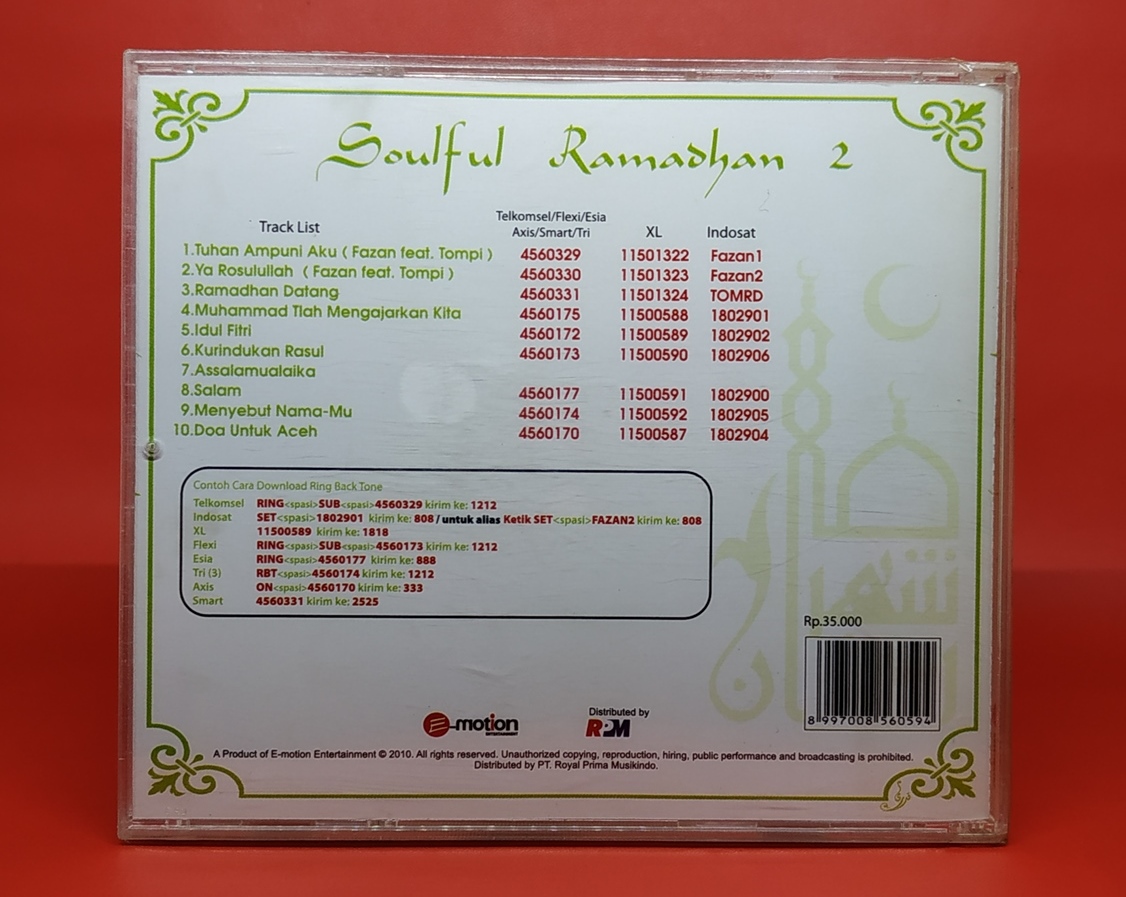 Soulful Ramadhan 2
Track List Telkomsel/Flexi/Esia Axis/Smart/Tri XL Indosat
1.Tuhan Ampuni Aku ( Fazan feat. Tompi ) 4560329 11501322 Fazan1
2.Ya Rosulullah ( Fazan feat. Tompi ) 4560330 11501323 Fazan2
3.Ramadhan Datang 4560331 11501324 TOMRD
4.Muhammad Tlah Mengajarkan Kita 4560175 11500588 1802901
5.Idul Fitri 4560172 11500589 1802902
6.Kurindukan Rasul 4560173 11500590 1802906
7.Assalamualaika
8.Salam 4560177 11500591 1802900
9.Menyebut Nama-Mu 4560174 11500592 1802905
10.Doa Untuk Aceh 4560170 11500587 1802904
Contoh Cara Download Ring Back Tone
Telkomsel RING<spasi>SUB<spasi>4560329 kirim ke: 1212
Indosat SET<spasi>1802901 kirim ke: 808 / untuk alias Ketik SET<spasi>FAZAN2 kirim ke: 808
XL 11500589 kirim ke: 1818
Flexi RING<spasi>SUB<spasi>4560173 kirim ke: 1212
Esia RING<spasi>4560177 kirim ke: 888
Tri (3) RBT<spasi>4560174 kirim ke: 1212
Axis ON<spasi>4560170 kirim ke: 333
Smart 4560331 kirim ke: 2525
Rp.35.000
8 997008 560594
E-motion
ENTERTAINMENT
Distributed by
RPM
A Product of E-motion Entertainment © 2010. All rights reserved. Unauthorized copying, reproduction, hiring, public performance and broadcasting is prohibited.
Distributed by PT. Royal Prima Musikindo.